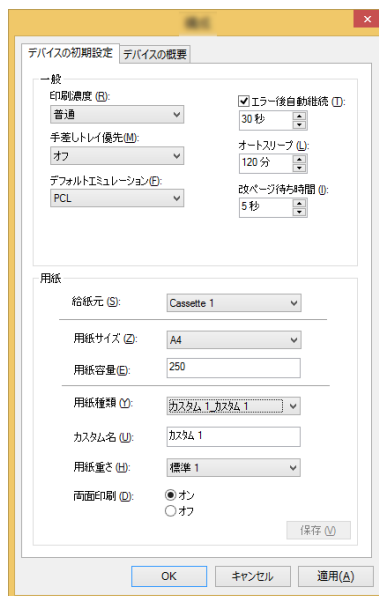 デバイスの初期設定 デバイスの概要
一般
印刷濃度 (R):
普通
手差しトレイ優先(M):
オフ
デフォルトエミュレーション(F):
PCL
エラー後自動継続 (T):
30 秒
オートスリープ (L):
120 分
改ページ待ち時間 (I):
5 秒
用紙
給紙元 (S): Cassette 1
用紙サイズ (Z): A4
用紙容量(E): 250
用紙種類 (Y): カスタム 1_カスタム 1
カスタム名 (U): カスタム 1
用紙重さ (H): 標準 1
両面印刷 (D): オン
オフ
保存 (V)
OK キャンセル 適用(A)